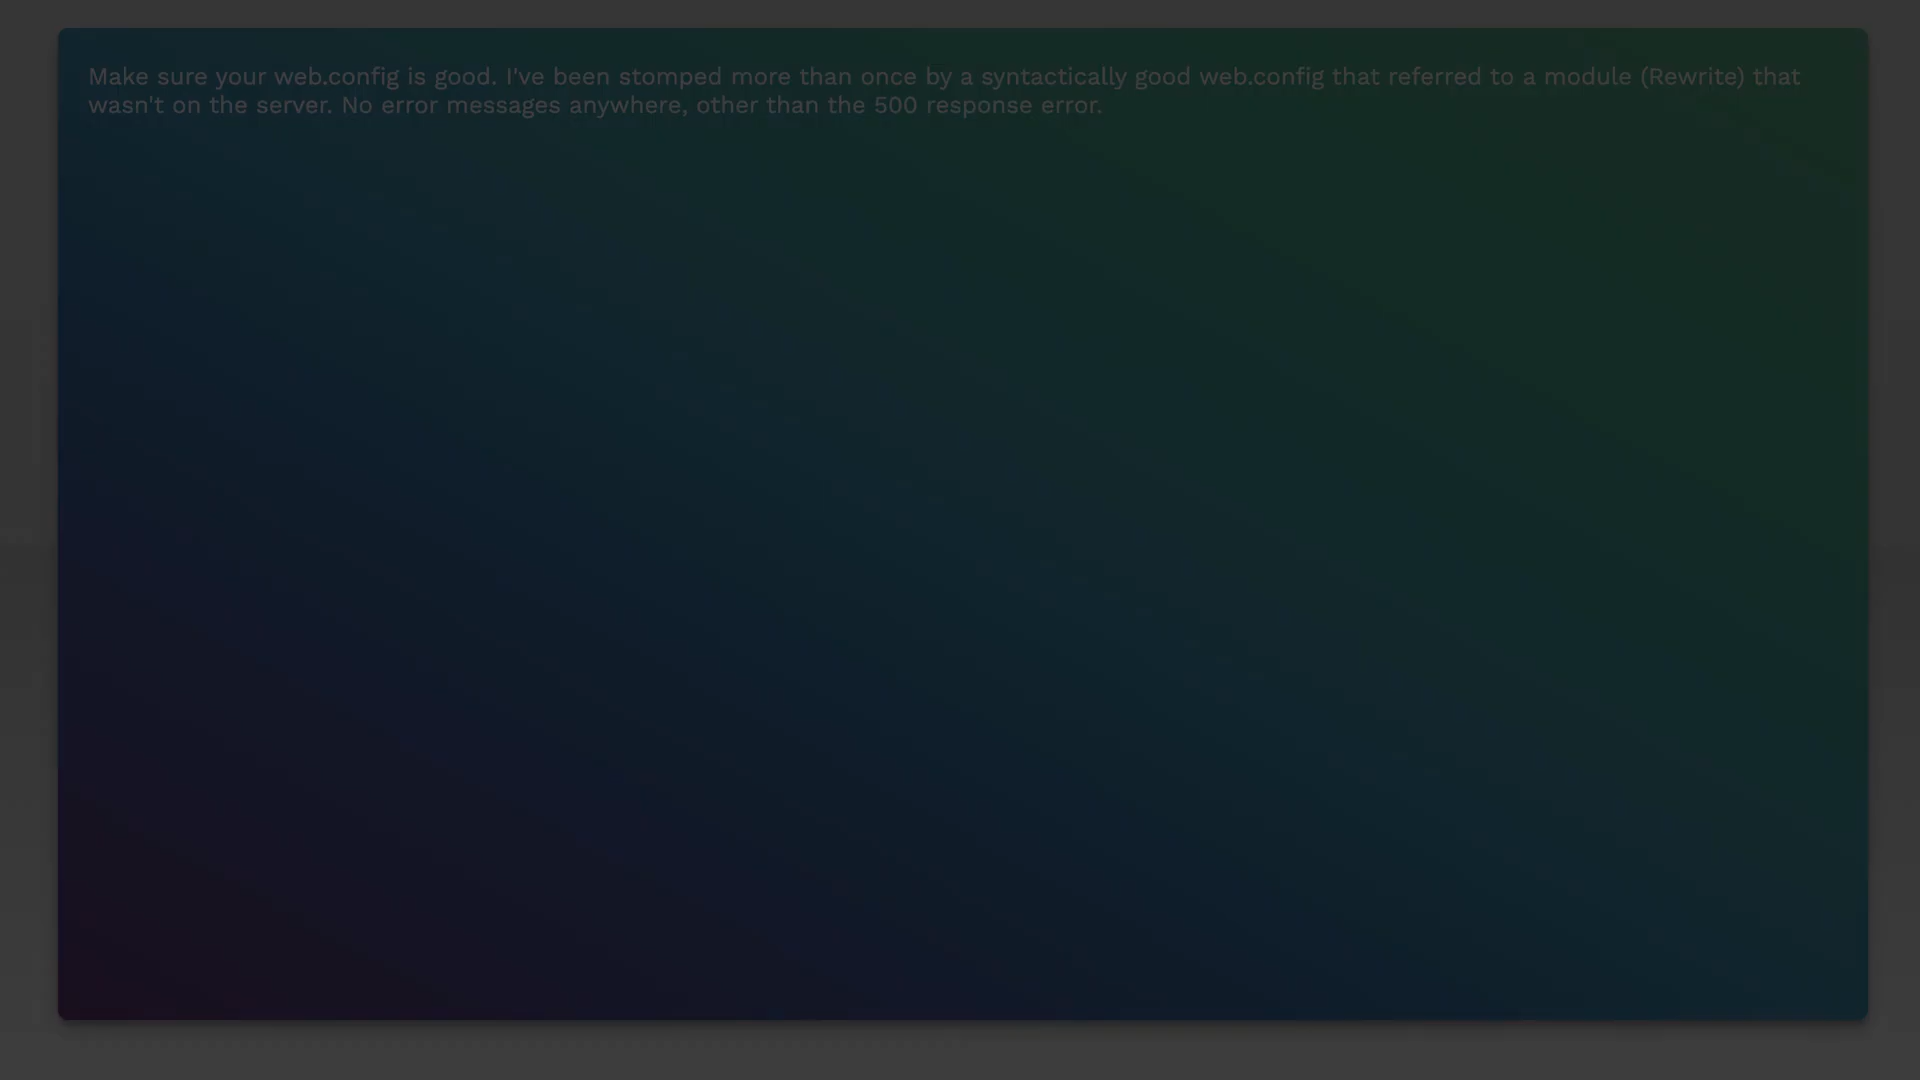 Make sure your web.config is good. I've been stomped more than once by a syntactically good web.config that referred to a module (Rewrite) that
wasn't on the server. No error messages anywhere, other than the 500 response error.